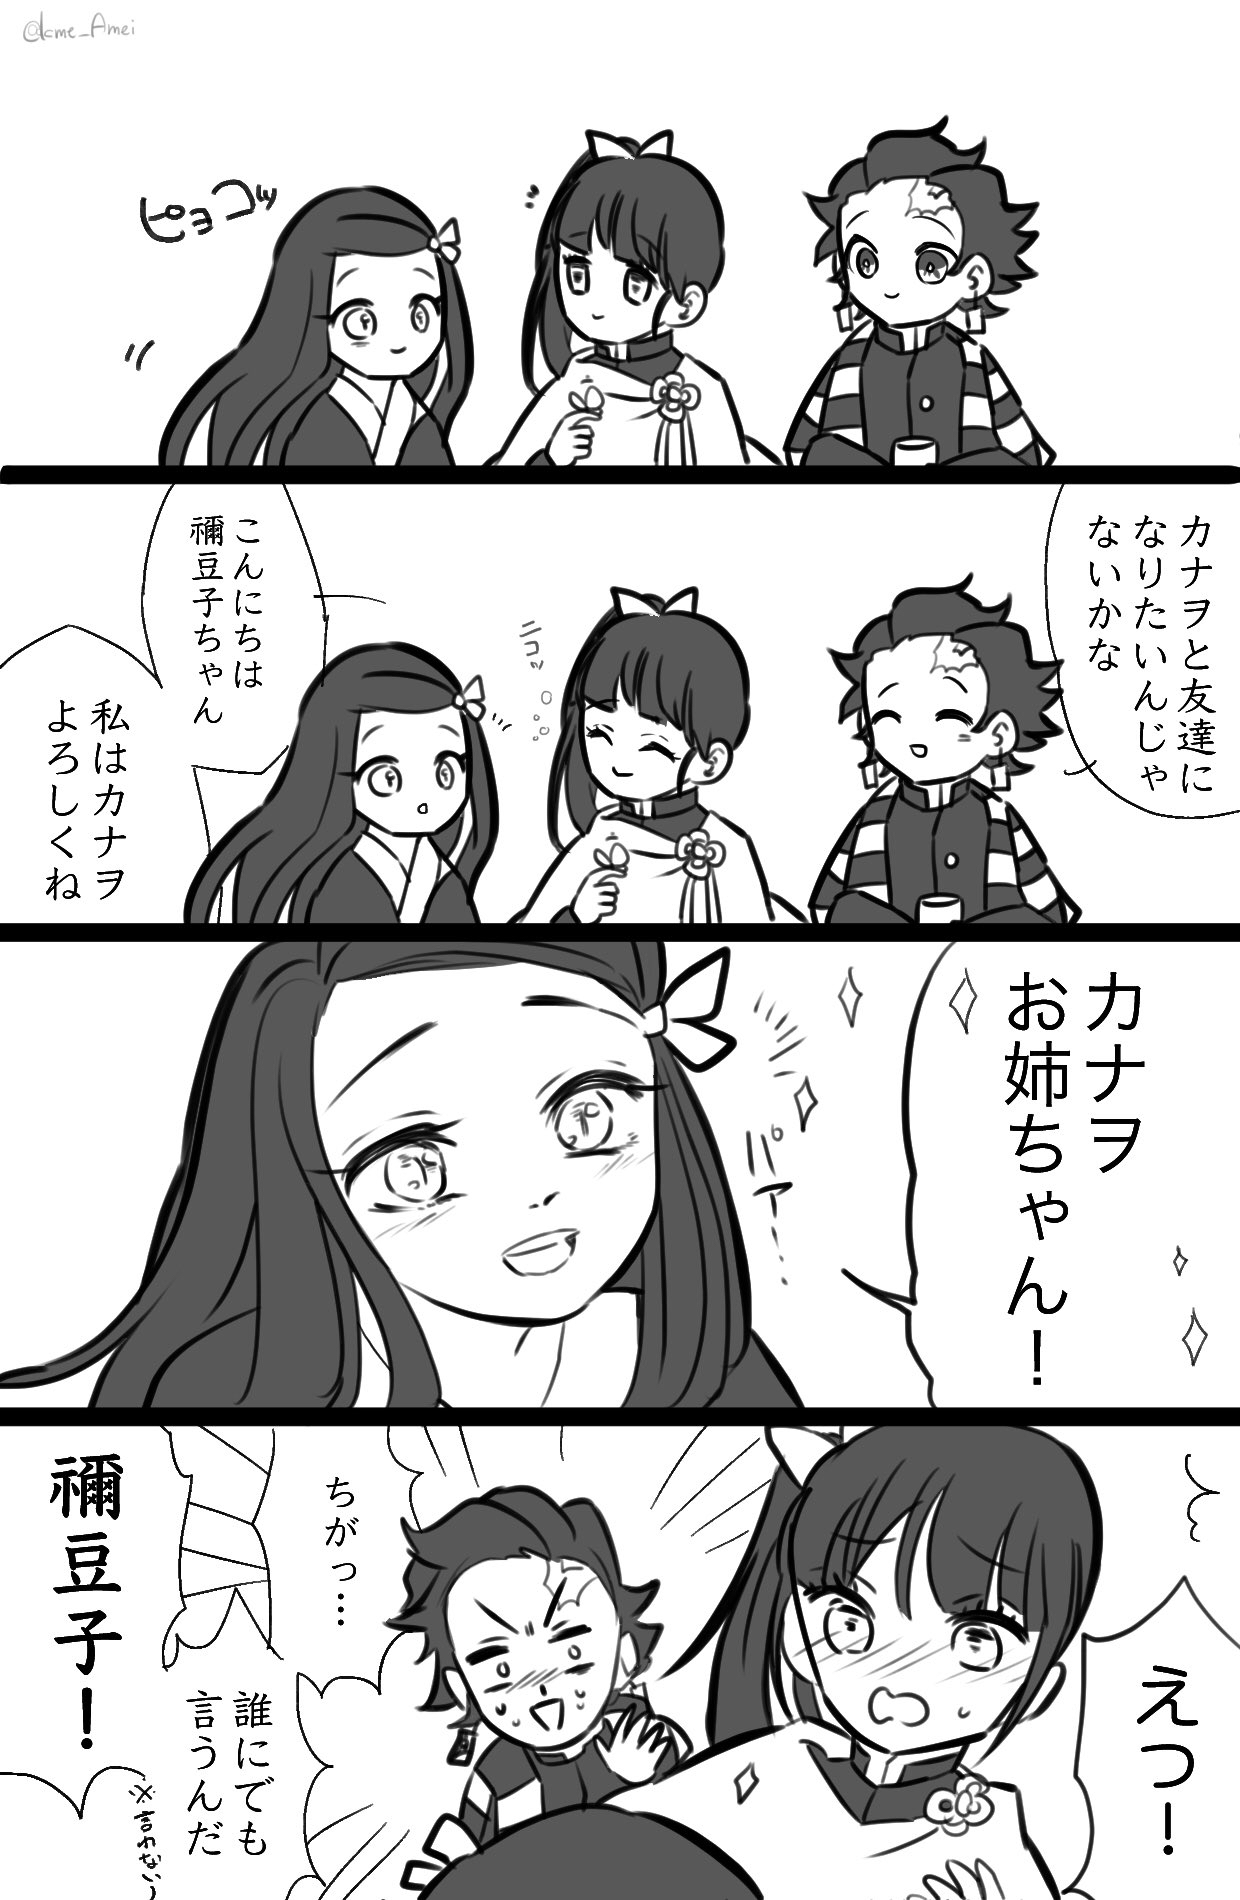 @Icme_Amei
ピョコッ
カナヲと友達に
なりたいんじゃ
ないかな
ニコッ
こんにちは
禰豆子ちゃん
私はカナヲ
よろしくね
カナヲ
お姉ちゃん！
パァ…
えっ！
ちがっ…
誰にでも
言うんだ
※言わない
禰豆子！